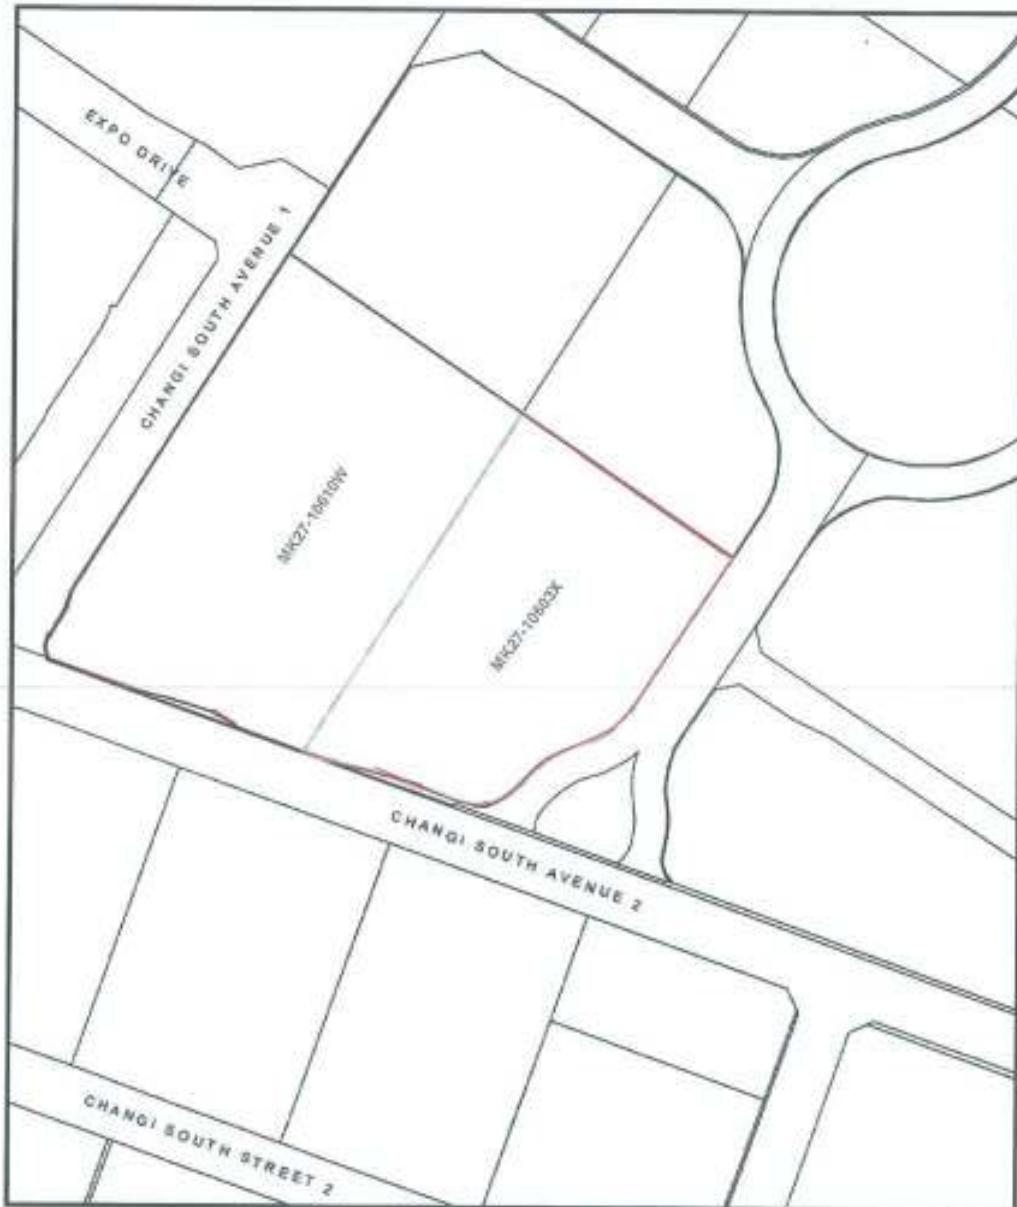 EXPO DRIVE
CHANGI SOUTH AVENUE 1
MK27-10610W
MK27-10603X
CHANGI SOUTH AVENUE 2
CHANGI SOUTH STREET 2